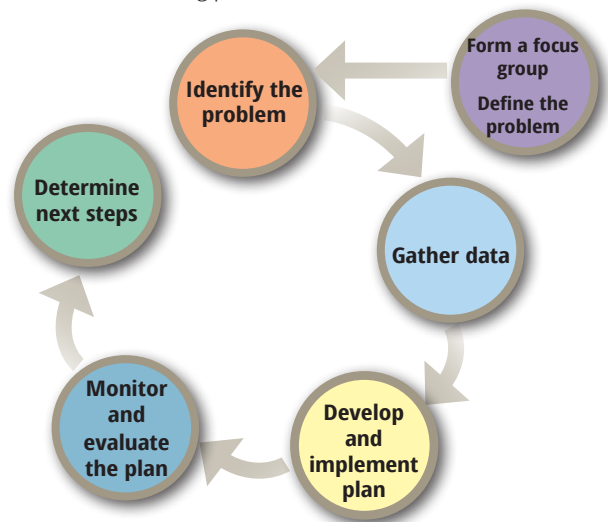 Form a focus
group
Define the
problem
Identify the
problem
Gather data
Develop
and
implement
plan
Monitor
and
evaluate
the plan
Determine
next steps